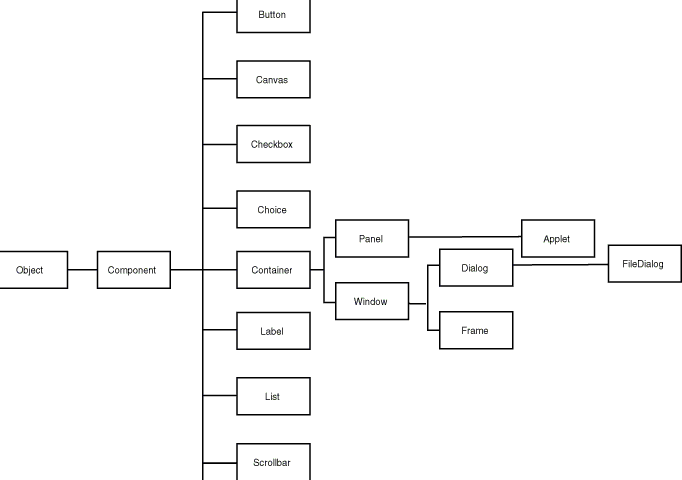 Button
Canvas
Checkbox
Choice
Panel
Applet
Object
Component
Container
Dialog
FileDialog
Window
Label
Frame
List
Scrollbar